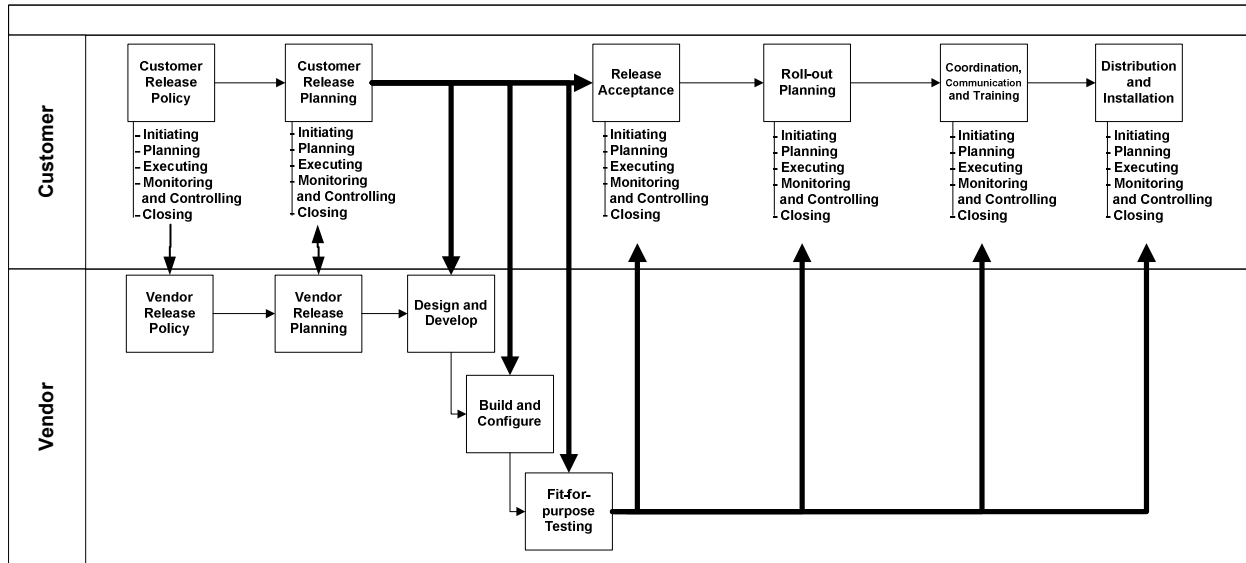 Customer
Customer
Release
Policy
Customer
Release
Planning
Release
Acceptance
Roll-out
Planning
Coordination,
Communication
and Training
Distribution
and
Installation
Initiating
Planning
Executing
Monitoring
and Controlling
Closing
Initiating
Planning
Executing
Monitoring
and Controlling
Closing
Initiating
Planning
Executing
Monitoring
and Controlling
Closing
Initiating
Planning
Executing
Monitoring
and Controlling
Closing
Initiating
Planning
Executing
Monitoring
and Controlling
Closing
Initiating
Planning
Executing
Monitoring
and Controlling
Closing
Vendor
Vendor
Release
Policy
Vendor
Release
Planning
Design and
Develop
Build and
Configure
Fit-for-
purpose
Testing